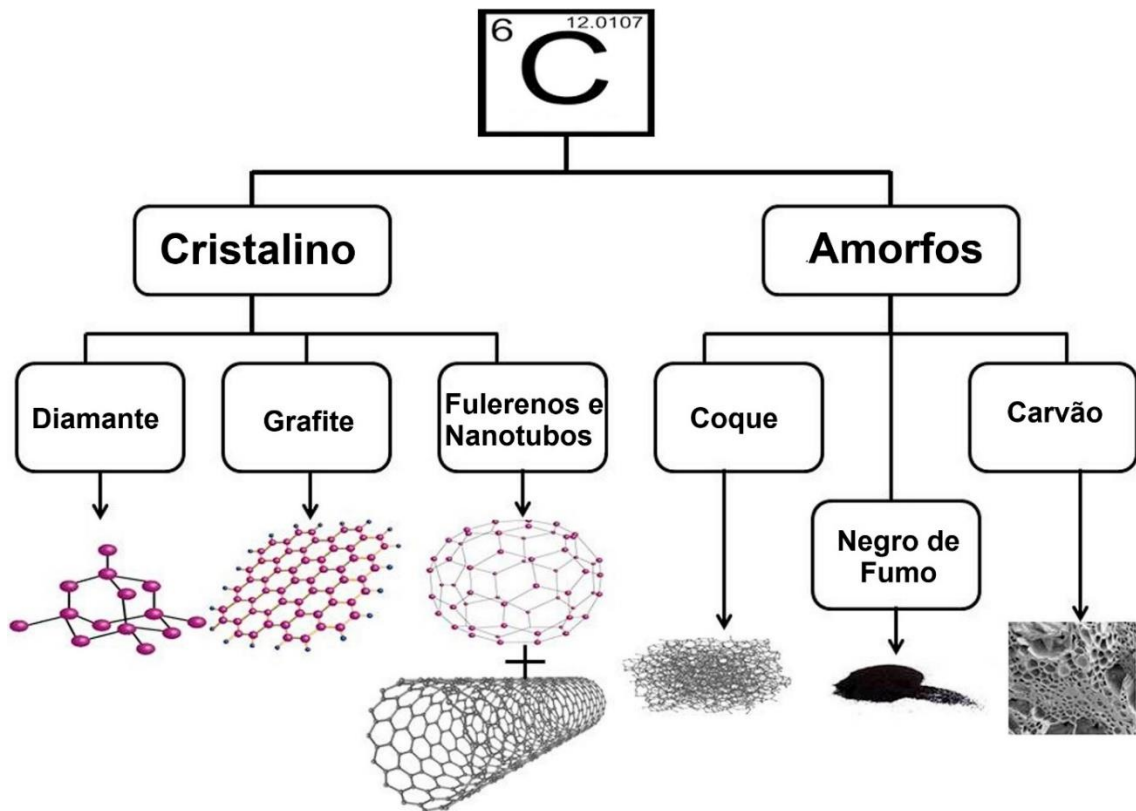 6
12.0107
C
Cristalino
Amorfos
Diamante
Grafite
Fulerenos e
Nanotubos
Coque
Carvão
Negro de
Fumo